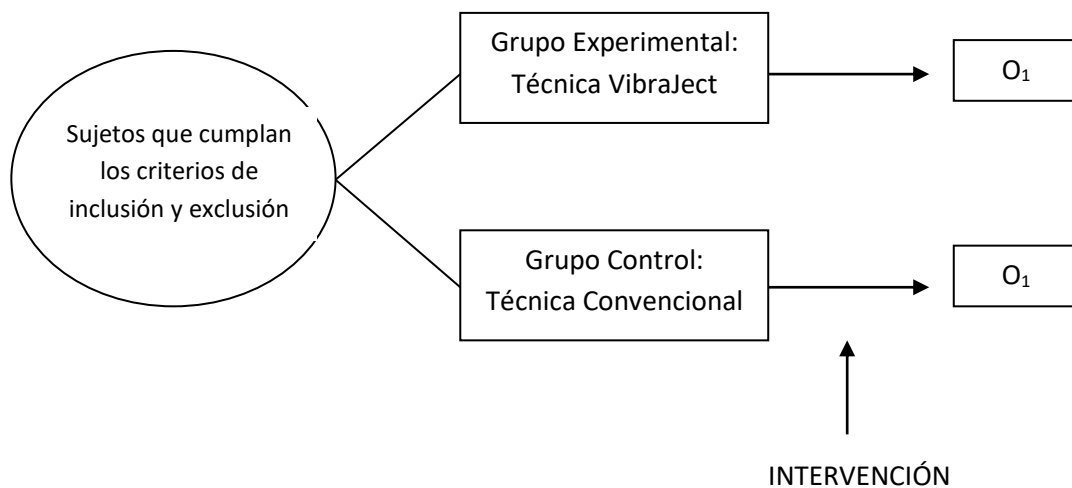 Grupo Experimental:
Técnica VibraJect
O₁
Sujetos que cumplan
los criterios de
inclusión y exclusión
Grupo Control:
Técnica Convencional
O₁
INTERVENCIÓN